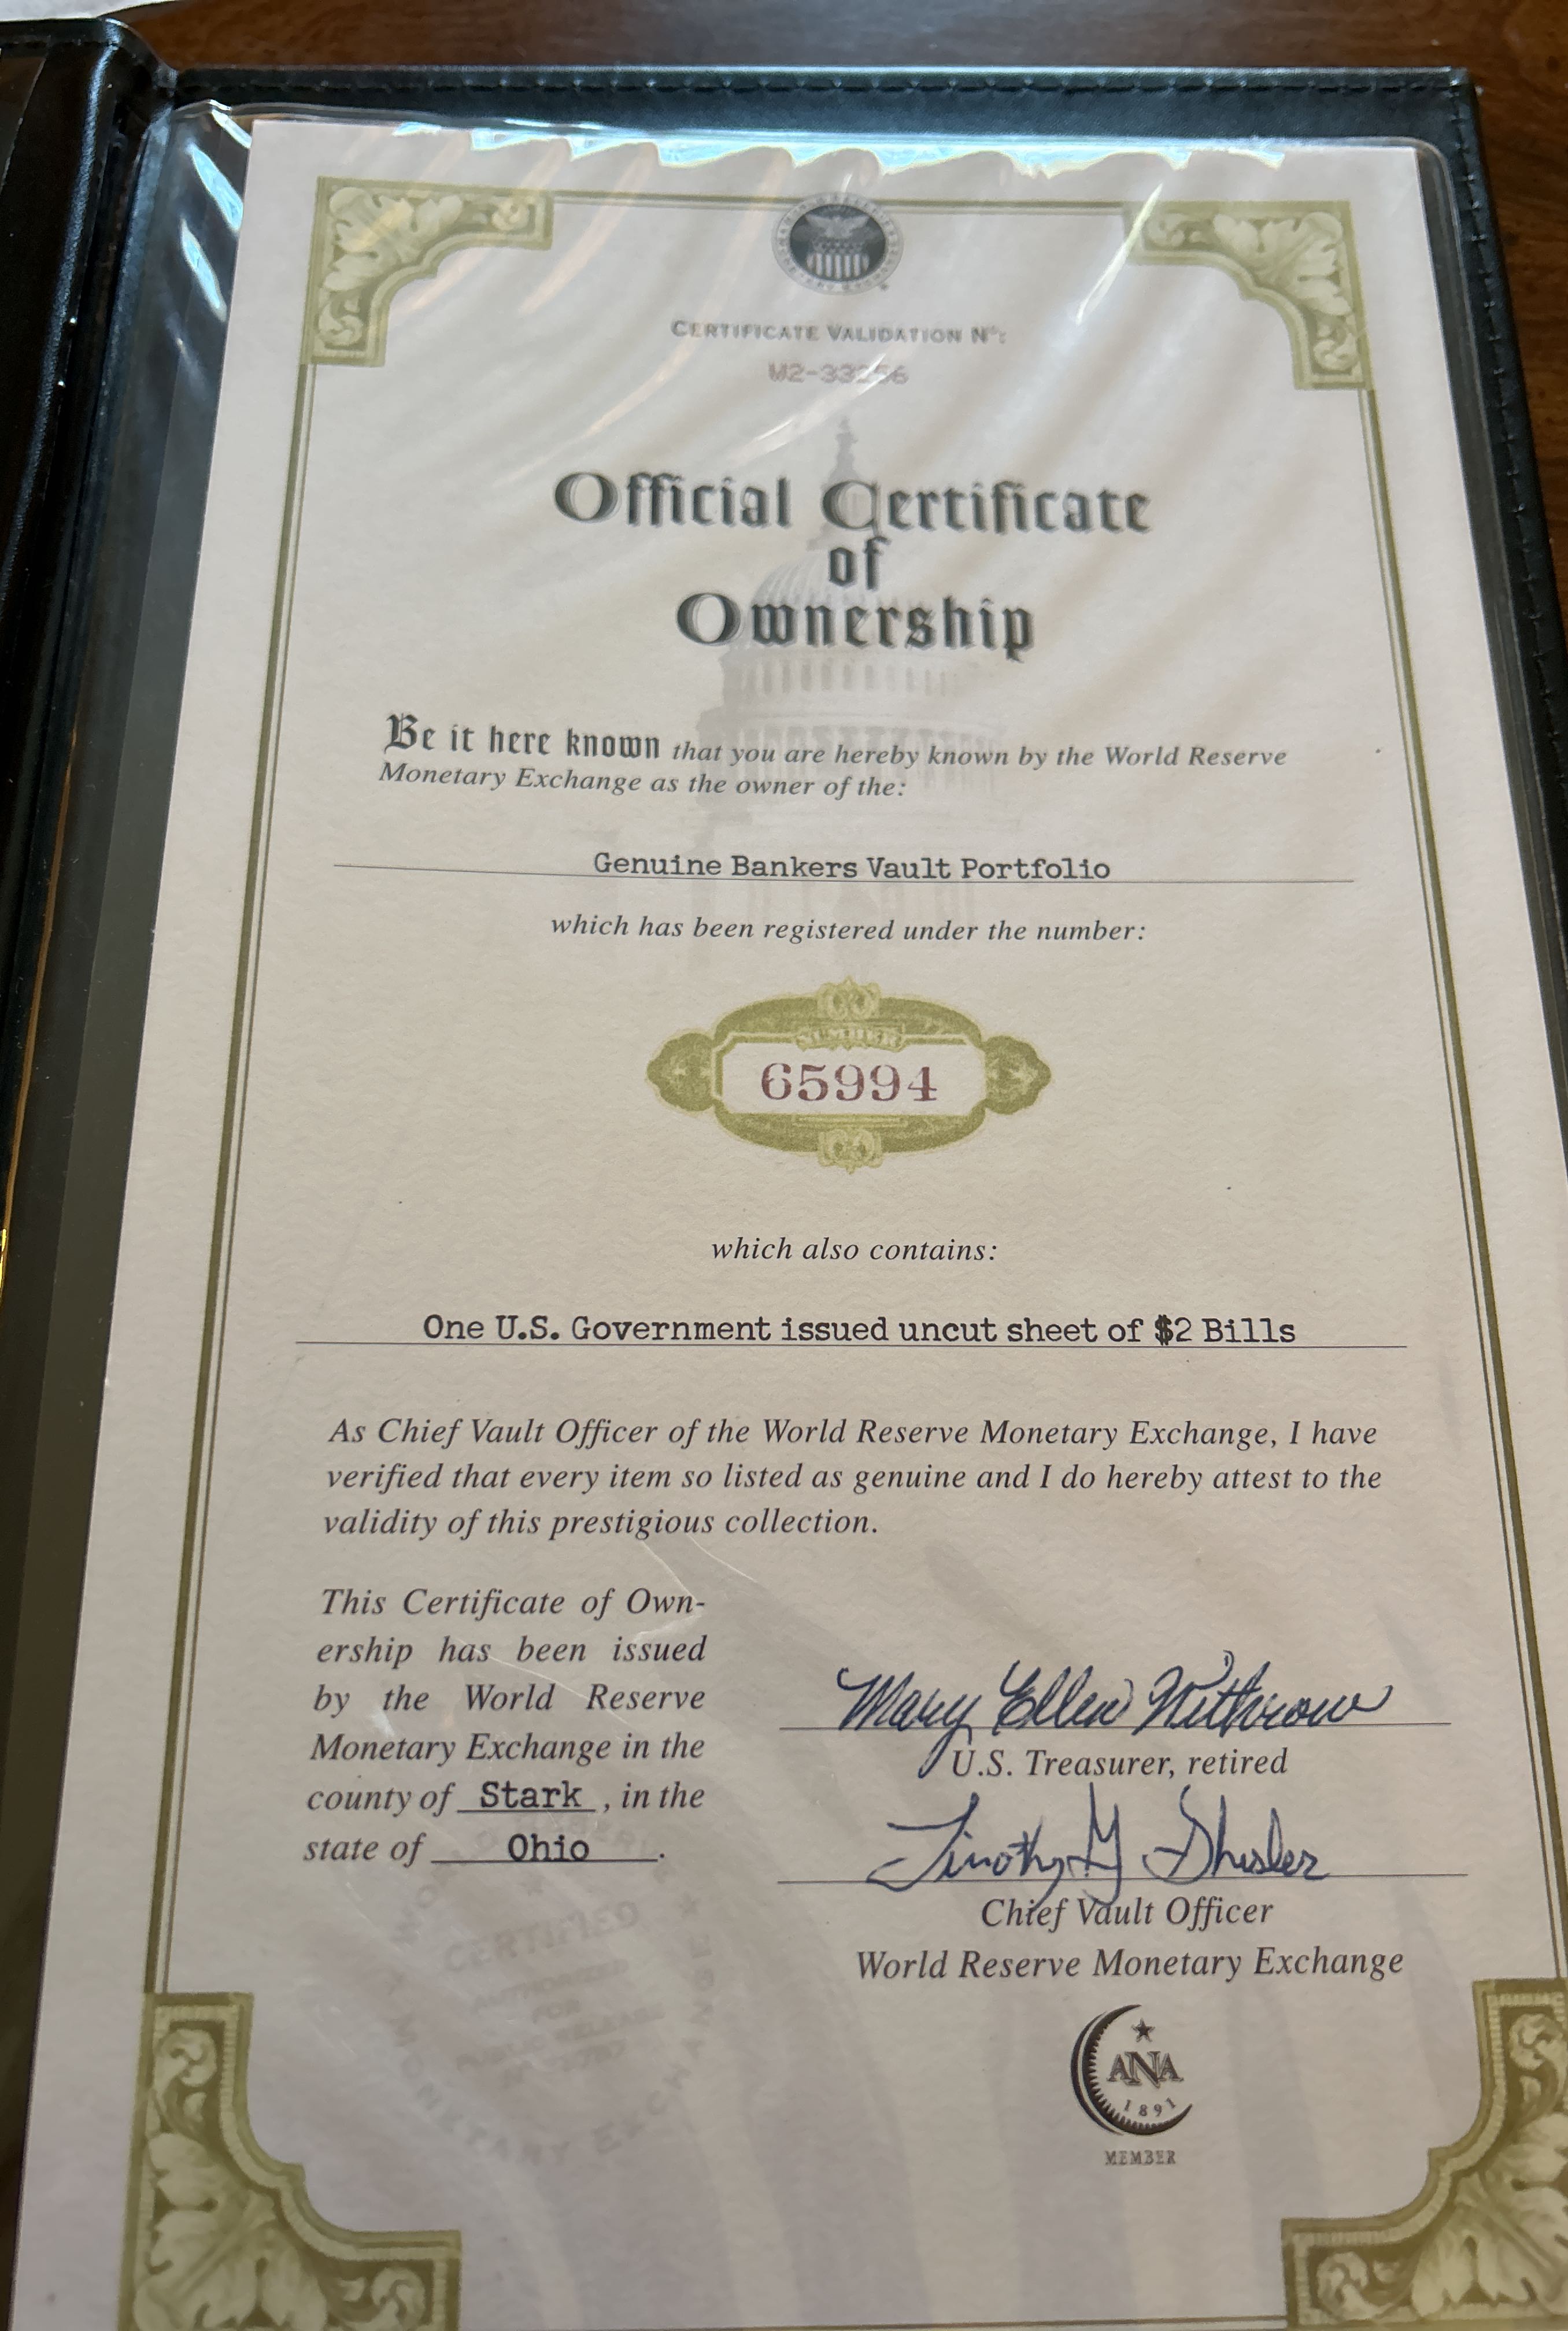 CERTIFICATE VALIDATION Nº:
Official Certificate
of
Ownership
Be it here known that you are hereby known by the World Reserve
Monetary Exchange as the owner of the:
Genuine Bankers Vault Portfolio
which has been registered under the number:
NUMBER
65994
which also contains:
One U.S. Government issued uncut sheet of $2 Bills
As Chief Vault Officer of the World Reserve Monetary Exchange, I have
verified that every item so listed as genuine and I do hereby attest to the
validity of this prestigious collection.
This Certificate of Own-
ership has been issued
by the World Reserve
Monetary Exchange in the
county of Stark, in the
state of Ohio.
Mary Ellen Withrow
U.S. Treasurer, retired
Timothy J Shisler
Chief Vault Officer
World Reserve Monetary Exchange
CERTIFIED
ANA
1891
MEMBER